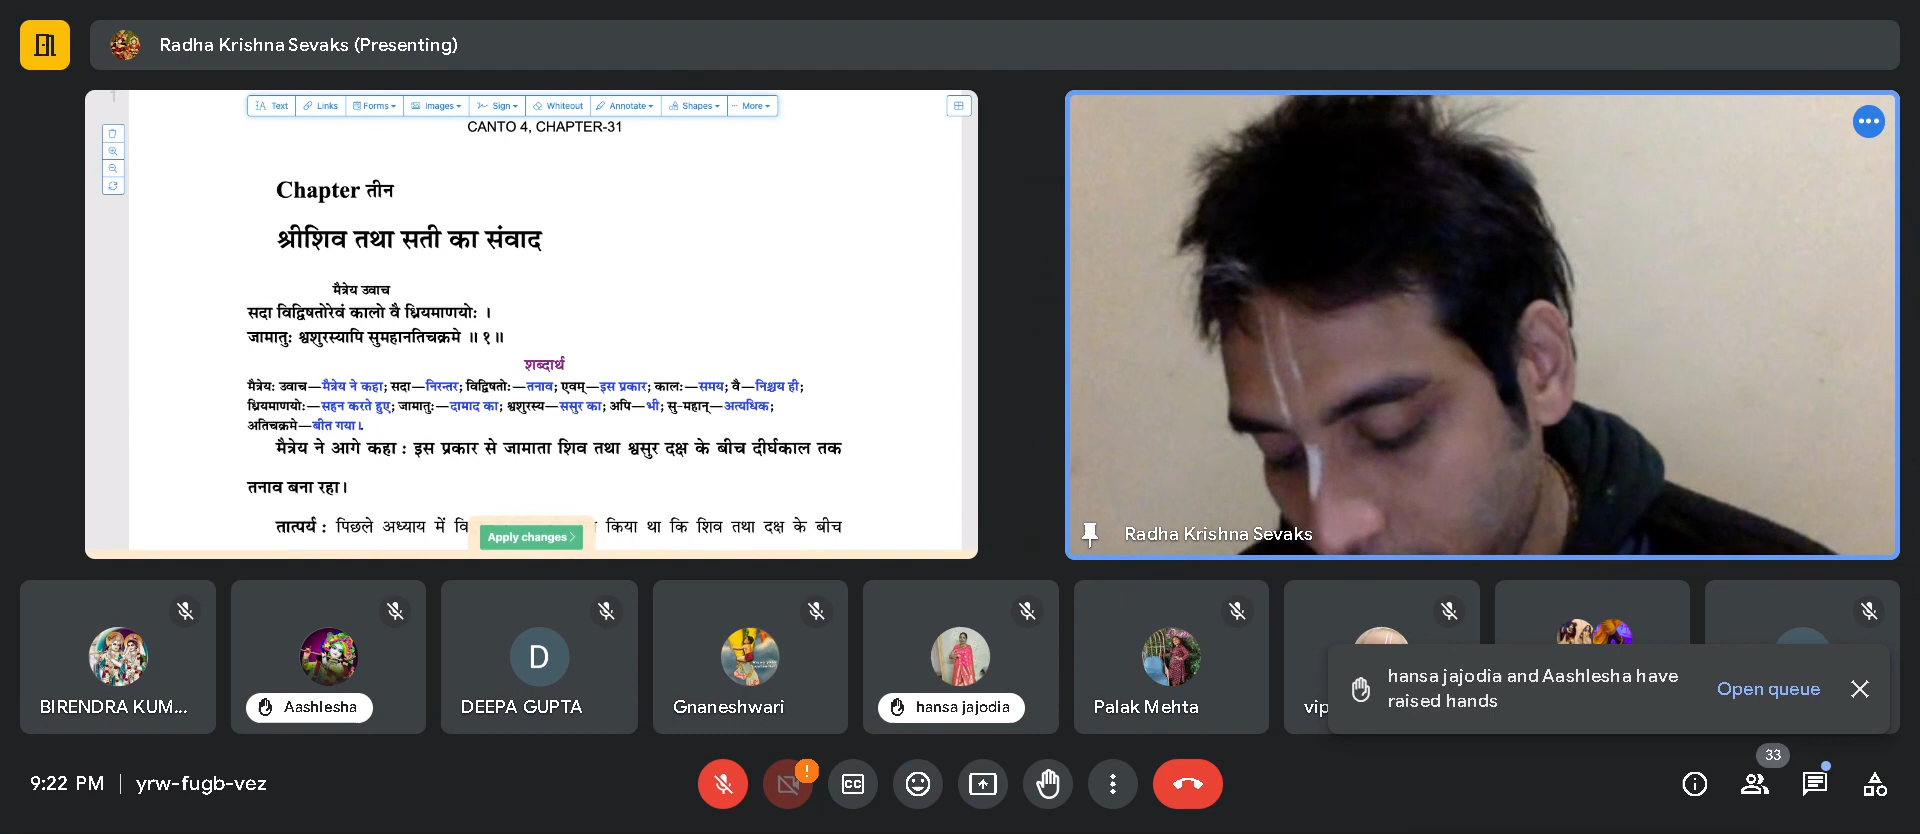 Radha Krishna Sevaks (Presenting)
Text Links Forms Images Sign Whiteout Annotate Shapes More
CANTO 4, CHAPTER-31
Chapter तीन
श्रीशिव तथा सती का संवाद
मैत्रेय उवाच
सदा विद्विषतोरेवं कालो वै ध्रियमाणयोः ।
जामातुः श्वशुरस्यापि सुमहानतिचक्रमे ॥ १॥
शब्दार्थ
मैत्रेयः उवाच—मैत्रेय ने कहा; सदा—निरन्तर; विद्विषतोः—तनाव; एवम्—इस प्रकार; कालः—समय; वै—निश्चय ही;
ध्रियमाणयोः—सहन करते हुए; जामातुः—दामाद का; श्वशुरस्य—ससुर का; अपि—भी; सु-महान्—अत्यधिक;
अतिचक्रमे—बीत गया।
मैत्रेय ने आगे कहा : इस प्रकार से जामाता शिव तथा श्वसुर दक्ष के बीच दीर्घकाल तक
तनाव बना रहा।
तात्पर्य : पिछले अध्याय में वि किया था कि शिव तथा दक्ष के बीच
Apply changes
Radha Krishna Sevaks
D
BIRENDRA KUM...
Aashlesha
DEEPA GUPTA
Gnaneshwari
hansa jajodia
Palak Mehta
vip
hansa jajodia and Aashlesha have
raised hands
Open queue
33
9:22 PM | yrw-fugb-vez
CC